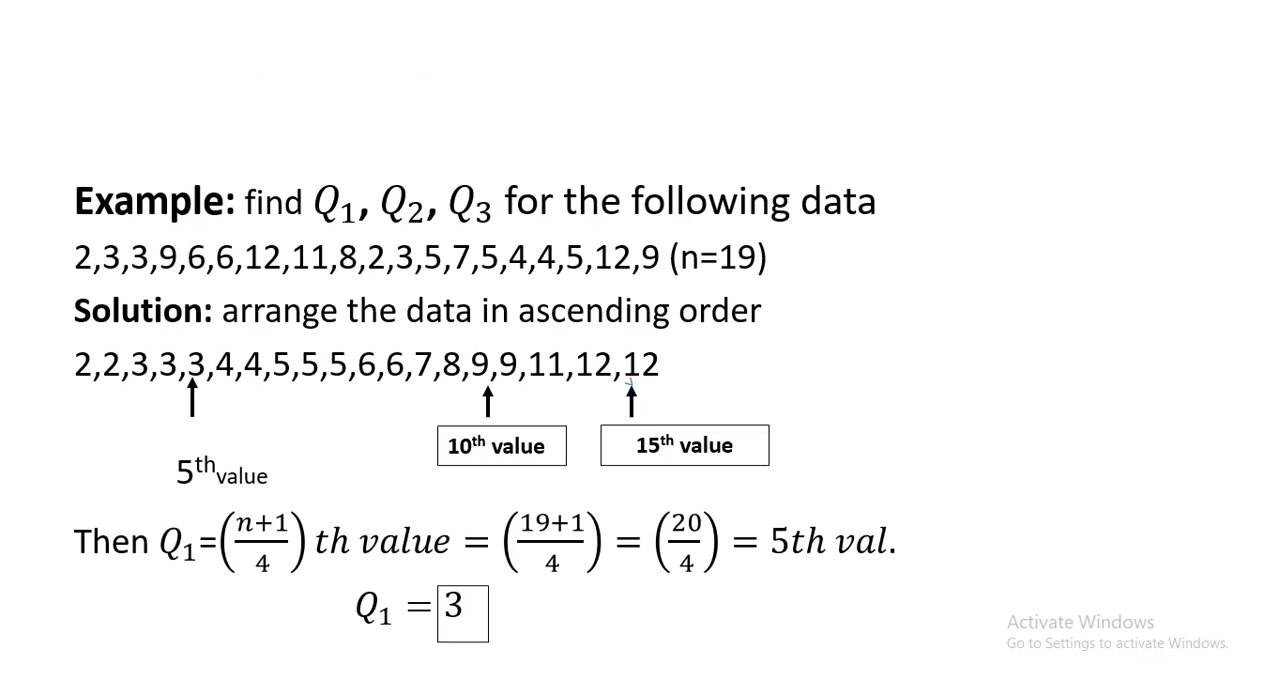 Example: find Q₁, Q₂, Q₃ for the following data
2,3,3,9,6,6,12,11,8,2,3,5,7,5,4,4,5,12,9 (n=19)
Solution: arrange the data in ascending order
2,2,3,3,3,4,4,5,5,5,6,6,7,8,9,9,11,12,12
10th value
15th value
5th value
Then Q₁=((n+1)/4) th value = ((19+1)/4) = (20/4) = 5th val.
Q₁ = 3
Activate Windows
Go to Settings to activate Windows.